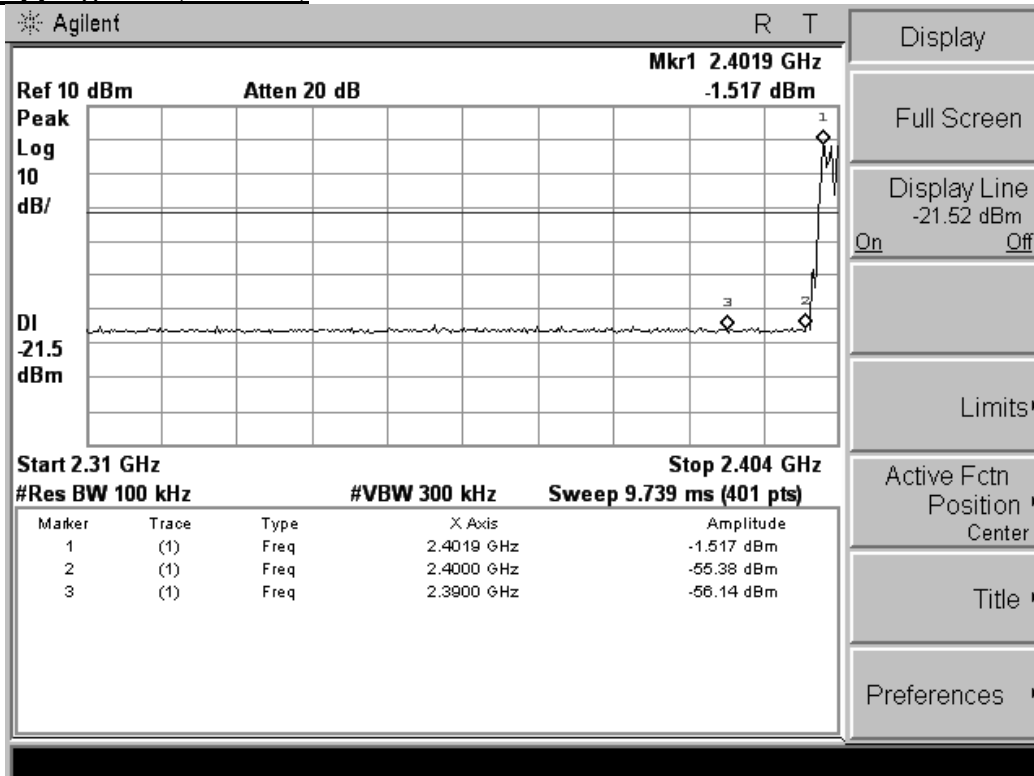 Agilent R T
Mkr1 2.4019 GHz
Ref 10 dBm Atten 20 dB -1.517 dBm
Peak
Log
10
dB/
1
3
2
DI
-21.5
dBm
Start 2.31 GHz Stop 2.404 GHz
#Res BW 100 kHz #VBW 300 kHz Sweep 9.739 ms (401 pts)
Marker Trace Type X Axis Amplitude
1 (1) Freq 2.4019 GHz -1.517 dBm
2 (1) Freq 2.4000 GHz -55.38 dBm
3 (1) Freq 2.3900 GHz -56.14 dBm
Display
Full Screen
Display Line
-21.52 dBm
On Off
Limits
Active Fctn
Position
Center
Title
Preferences